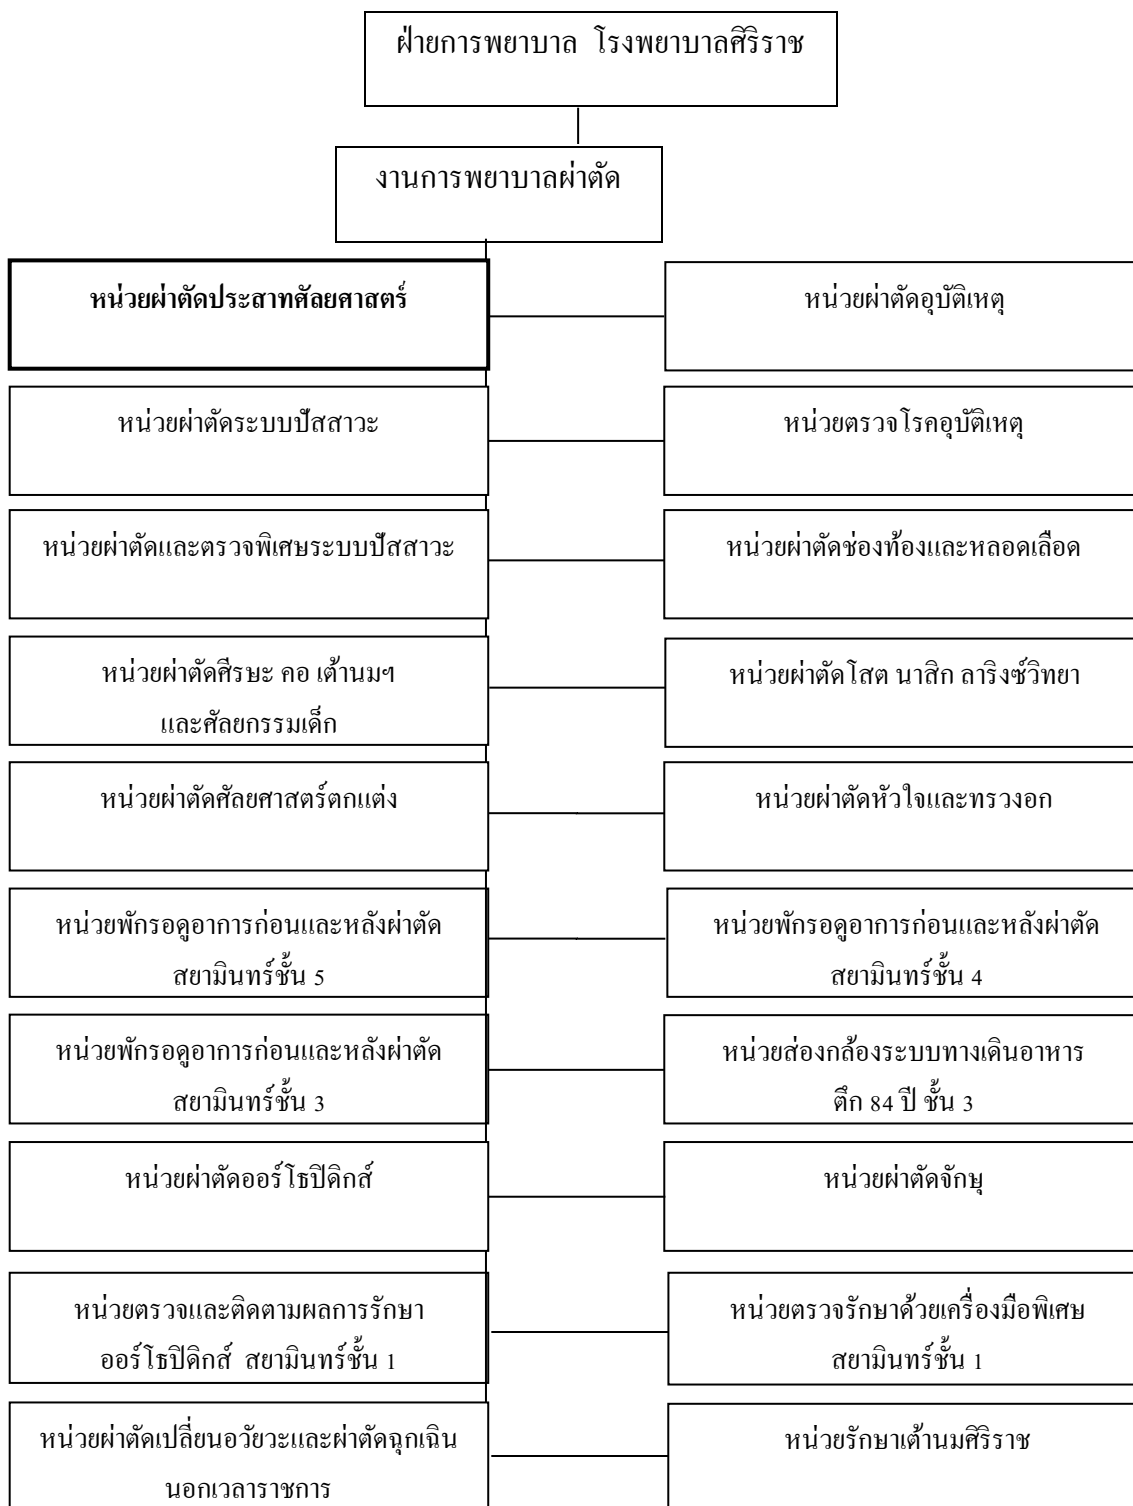 ฝ่ายการพยาบาล โรงพยาบาลศิริราช
งานการพยาบาลผ่าตัด
หน่วยผ่าตัดประสาทศัลยศาสตร์
หน่วยผ่าตัดอุบัติเหตุ
หน่วยผ่าตัดระบบปัสสาวะ
หน่วยตรวจโรคอุบัติเหตุ
หน่วยผ่าตัดและตรวจพิเศษระบบปัสสาวะ
หน่วยผ่าตัดช่องท้องและหลอดเลือด
หน่วยผ่าตัดศีรษะ คอ เต้านมฯ
และศัลยกรรมเด็ก
หน่วยผ่าตัดโสต นาสิก ลาริงซ์วิทยา
หน่วยผ่าตัดศัลยศาสตร์ตกแต่ง
หน่วยผ่าตัดหัวใจและทรวงอก
หน่วยพักรอดูอาการก่อนและหลังผ่าตัด
สยามินทร์ชั้น 5
หน่วยพักรอดูอาการก่อนและหลังผ่าตัด
สยามินทร์ชั้น 4
หน่วยพักรอดูอาการก่อนและหลังผ่าตัด
สยามินทร์ชั้น 3
หน่วยส่องกล้องระบบทางเดินอาหาร
ตึก 84 ปี ชั้น 3
หน่วยผ่าตัดออร์โธปิดิกส์
หน่วยผ่าตัดจักษุ
หน่วยตรวจและติดตามผลการรักษา
ออร์โธปิดิกส์ สยามินทร์ชั้น 1
หน่วยตรวจรักษาด้วยเครื่องมือพิเศษ
สยามินทร์ชั้น 1
หน่วยผ่าตัดเปลี่ยนอวัยวะและผ่าตัดฉุกเฉิน
นอกเวลาราชการ
หน่วยรักษาเต้านมศิริราช